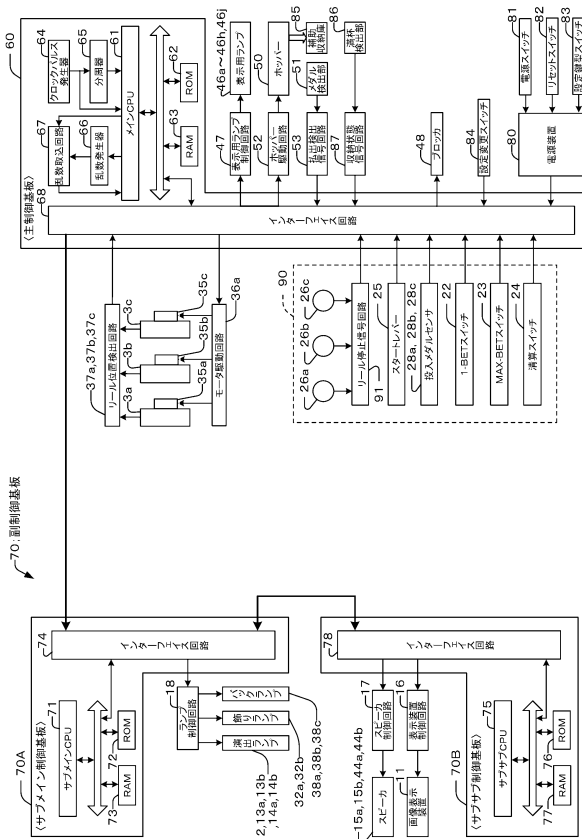 60
〈主制御基板〉
64
クロックパルス発生器
65
分周器
61
メインCPU
67
乱数取込回路
66
乱数発生器
62
ROM
63
RAM
68
インターフェイス回路
46a～46h, 46j
表示用ランプ
47
表示用ランプ制御回路
50
ホッパー
52
ホッパー駆動回路
85
補助収納庫
51
メダル検出部
53
払出検出信号回路
86
満杯検出部
87
収納状態信号回路
48
ブロッカ
84
設定変更スイッチ
80
電源装置
81
電源スイッチ
82
リセットスイッチ
83
設定鍵型スイッチ
37a, 37b, 37c
リール位置検出回路
3a
3b
3c
35a
35b
35c
36a
モータ駆動回路
90
26a
26b
26c
91
リール停止信号回路
25
スタートレバー
28a, 28b, 28c
投入メダルセンサ
22
1-BETスイッチ
23
MAX-BETスイッチ
24
清算スイッチ
70；副制御基板
70A
〈サブメイン制御基板〉
71
サブメインCPU
72
ROM
73
RAM
74
インターフェイス回路
18
ランプ制御回路
バックランプ
38a, 38b, 38c
飾りランプ
32a, 32b
演出ランプ
2, 13a, 13b
, 14a, 14b
70B
〈サブサブ制御基板〉
75
サブサブCPU
76
ROM
77
RAM
78
インターフェイス回路
17
スピーカ制御回路
16
表示装置制御回路
15a, 15b, 44a, 44b
スピーカ
11
画像表示装置